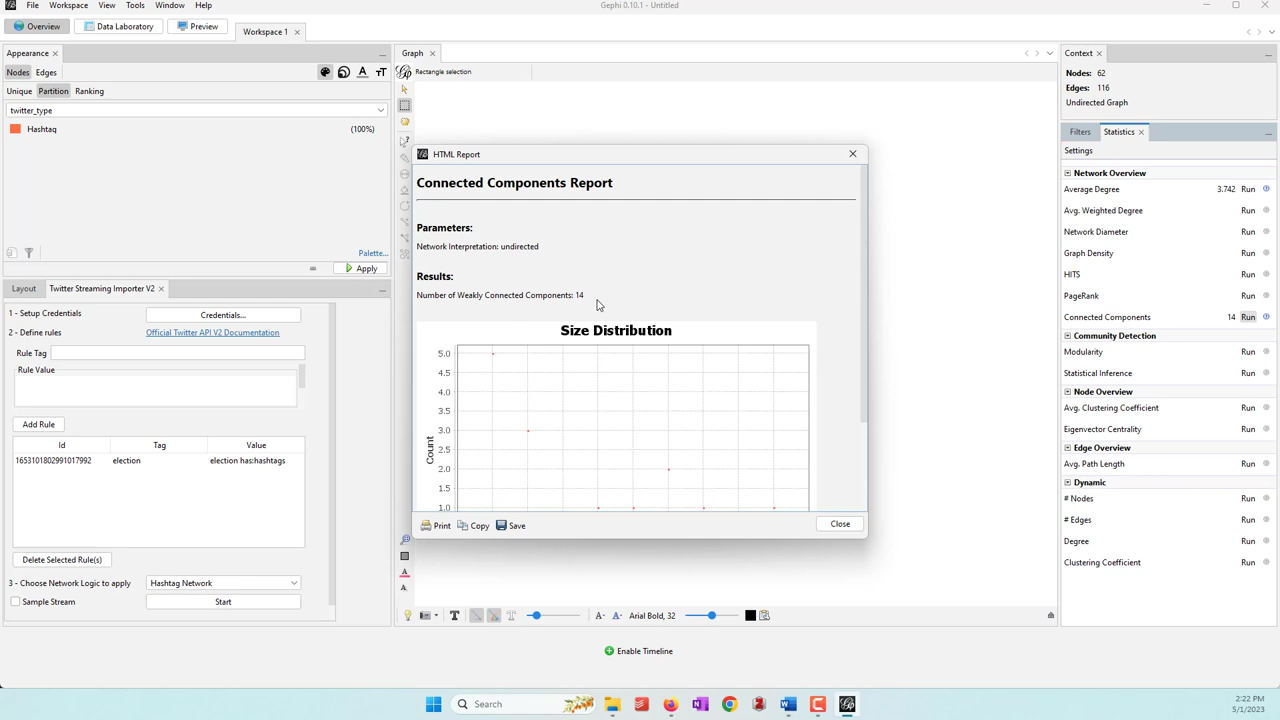 File Workspace View Tools Window Help
Gephi 0.10.1 - Untitled
Overview Data Laboratory Preview Workspace 1
Appearance
Nodes Edges
Unique Partition Ranking
twitter_type
Hashtag (100%)
Palette...
Apply
Layout Twitter Streaming Importer V2
1 - Setup Credentials Credentials...
2 - Define rules Official Twitter API V2 Documentation
Rule Tag
Rule Value
Add Rule
Id Tag Value
1653101802991017992 election election has:hashtags
Delete Selected Rule(s)
3 - Choose Network Logic to apply Hashtag Network
Sample Stream Start
Graph
Rectangle selection
HTML Report
Connected Components Report
Parameters:
Network Interpretation: undirected
Results:
Number of Weakly Connected Components: 14
Size Distribution
5.0
4.5
4.0
3.5
3.0
2.5
2.0
1.5
1.0
Count
Print Copy Save Close
Arial Bold, 32
Context
Nodes: 62
Edges: 116
Undirected Graph
Filters Statistics
Settings
Network Overview
Average Degree 3.742 Run
Avg. Weighted Degree Run
Network Diameter Run
Graph Density Run
HITS Run
PageRank Run
Connected Components 14 Run
Community Detection
Modularity Run
Statistical Inference Run
Node Overview
Avg. Clustering Coefficient Run
Eigenvector Centrality Run
Edge Overview
Avg. Path Length Run
Dynamic
# Nodes Run
# Edges Run
Degree Run
Clustering Coefficient Run
Enable Timeline
Search
2:22 PM
5/1/2023